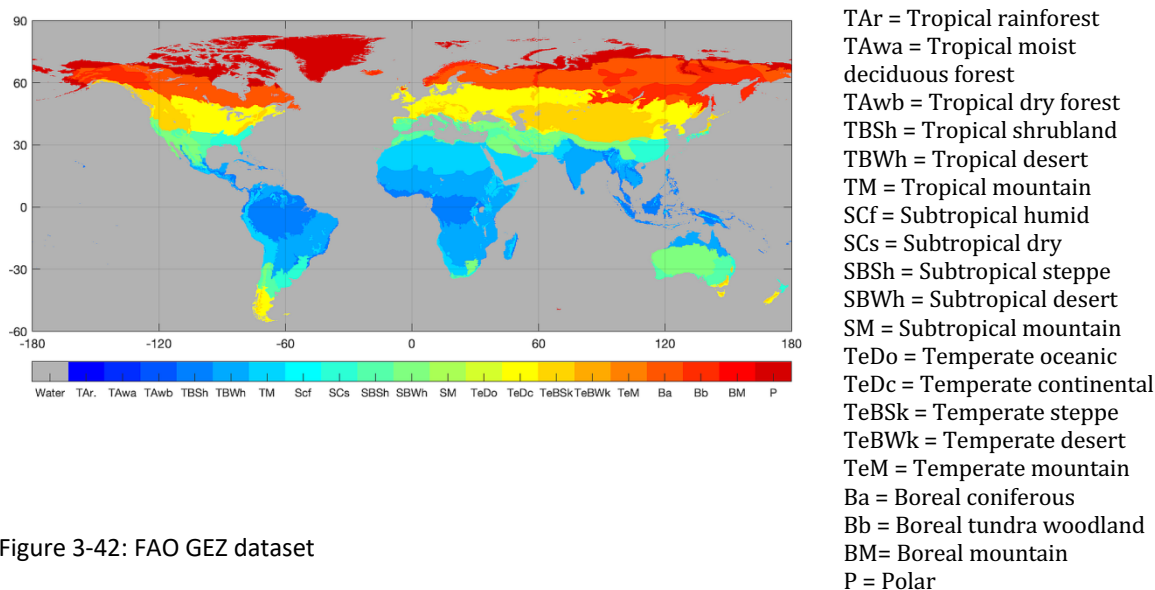 90
60
30
0
-30
-60
-180 -120 -60 0 60 120 180
Water TAr. TAwa TAwb TBSh TBWh TM Scf SCs SBSh SBWh SM TeDo TeDc TeBSk TeBWk TeM Ba Bb BM P
Figure 3-42: FAO GEZ dataset
TAr = Tropical rainforest
TAwa = Tropical moist
deciduous forest
TAwb = Tropical dry forest
TBSh = Tropical shrubland
TBWh = Tropical desert
TM = Tropical mountain
SCf = Subtropical humid
SCs = Subtropical dry
SBSh = Subtropical steppe
SBWh = Subtropical desert
SM = Subtropical mountain
TeDo = Temperate oceanic
TeDc = Temperate continental
TeBSk = Temperate steppe
TeBWk = Temperate desert
TeM = Temperate mountain
Ba = Boreal coniferous
Bb = Boreal tundra woodland
BM= Boreal mountain
P = Polar